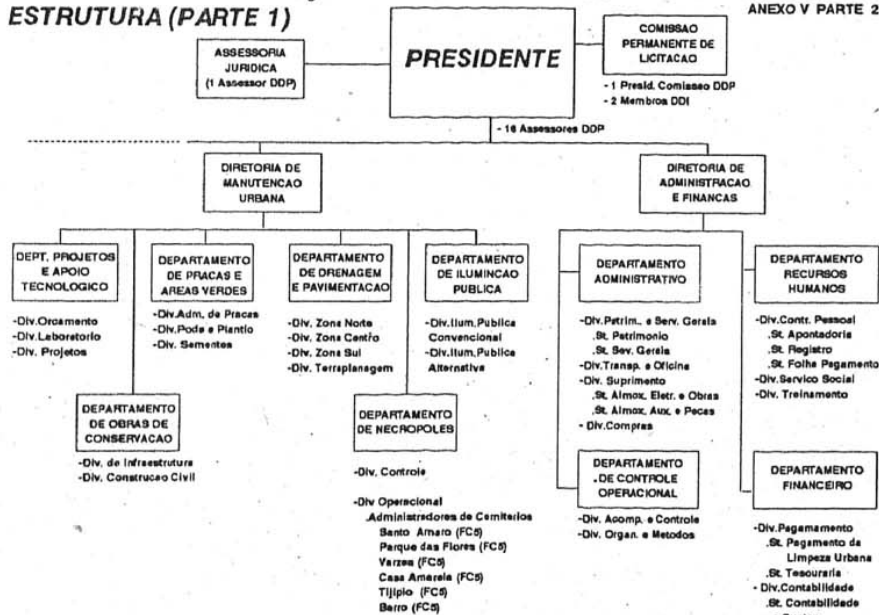 ESTRUTURA (PARTE 1)
ANEXO V PARTE 2
ASSESSORIA
JURIDICA
(1 Assessor DDP)
PRESIDENTE
COMISSAO
PERMANENTE DE
LICITACAO
- 1 Presid. Comissao DDP
- 2 Membros DDI
- 16 Assessores DDP
DIRETORIA DE
MANUTENCAO
URBANA
DIRETORIA DE
ADMINISTRACAO
E FINANCAS
DEPT. PROJETOS
E APOIO
TECNOLOGICO
-Div.Orcamento
-Div.Laboratorio
-Div. Projetos
DEPARTAMENTO
DE PRACAS E
AREAS VERDES
-Div.Adm. de Pracas
-Div.Poda e Plantio
-Div. Sementes
DEPARTAMENTO
DE DRENAGEM
E PAVIMENTACAO
-Div. Zona Norte
-Div. Zona Centro
-Div. Zona Sul
-Div. Terraplanagem
DEPARTAMENTO
DE ILUMINCAO
PUBLICA
-Div.Ilum.Publica
Convencional
-Div.Ilum.Publica
Alternativa
DEPARTAMENTO
ADMINISTRATIVO
-Div.Patrim. e Serv. Gerais
.St. Patrimonio
.St. Sev. Gerais
-Div.Transp. e Oficina
-Div. Suprimento
.St. Almox. Eletr. e Obras
.St. Almox. Aux. e Pecas
- Div.Compras
DEPARTAMENTO
RECURSOS
HUMANOS
-Div.Contr. Pessoal
.St. Apontadoria
.St. Registro
.St. Folha Pagamento
-Div.Servico Social
-Div. Treinamento
DEPARTAMENTO
DE OBRAS DE
CONSERVACAO
-Div. de Infraestrutura
-Div. Construcao Civil
DEPARTAMENTO
DE NECROPOLES
-Div. Controle
-Div Operacional
.Administradores de Cemiterios
Santo Amaro (FC5)
Parque das Flores (FC5)
Varzea (FC5)
Casa Amarela (FC5)
Tijipio (FC5)
Barro (FC5)
DEPARTAMENTO
.DE CONTROLE
OPERACIONAL
-Div. Acomp. e Controle
-Div. Organ. e Metodos
DEPARTAMENTO
FINANCEIRO
-Div.Pagamamento
.St. Pagamento da
Limpeza Urbana
.St. Tesouraria
- Div.Contabilidade
.St. Contabilidade